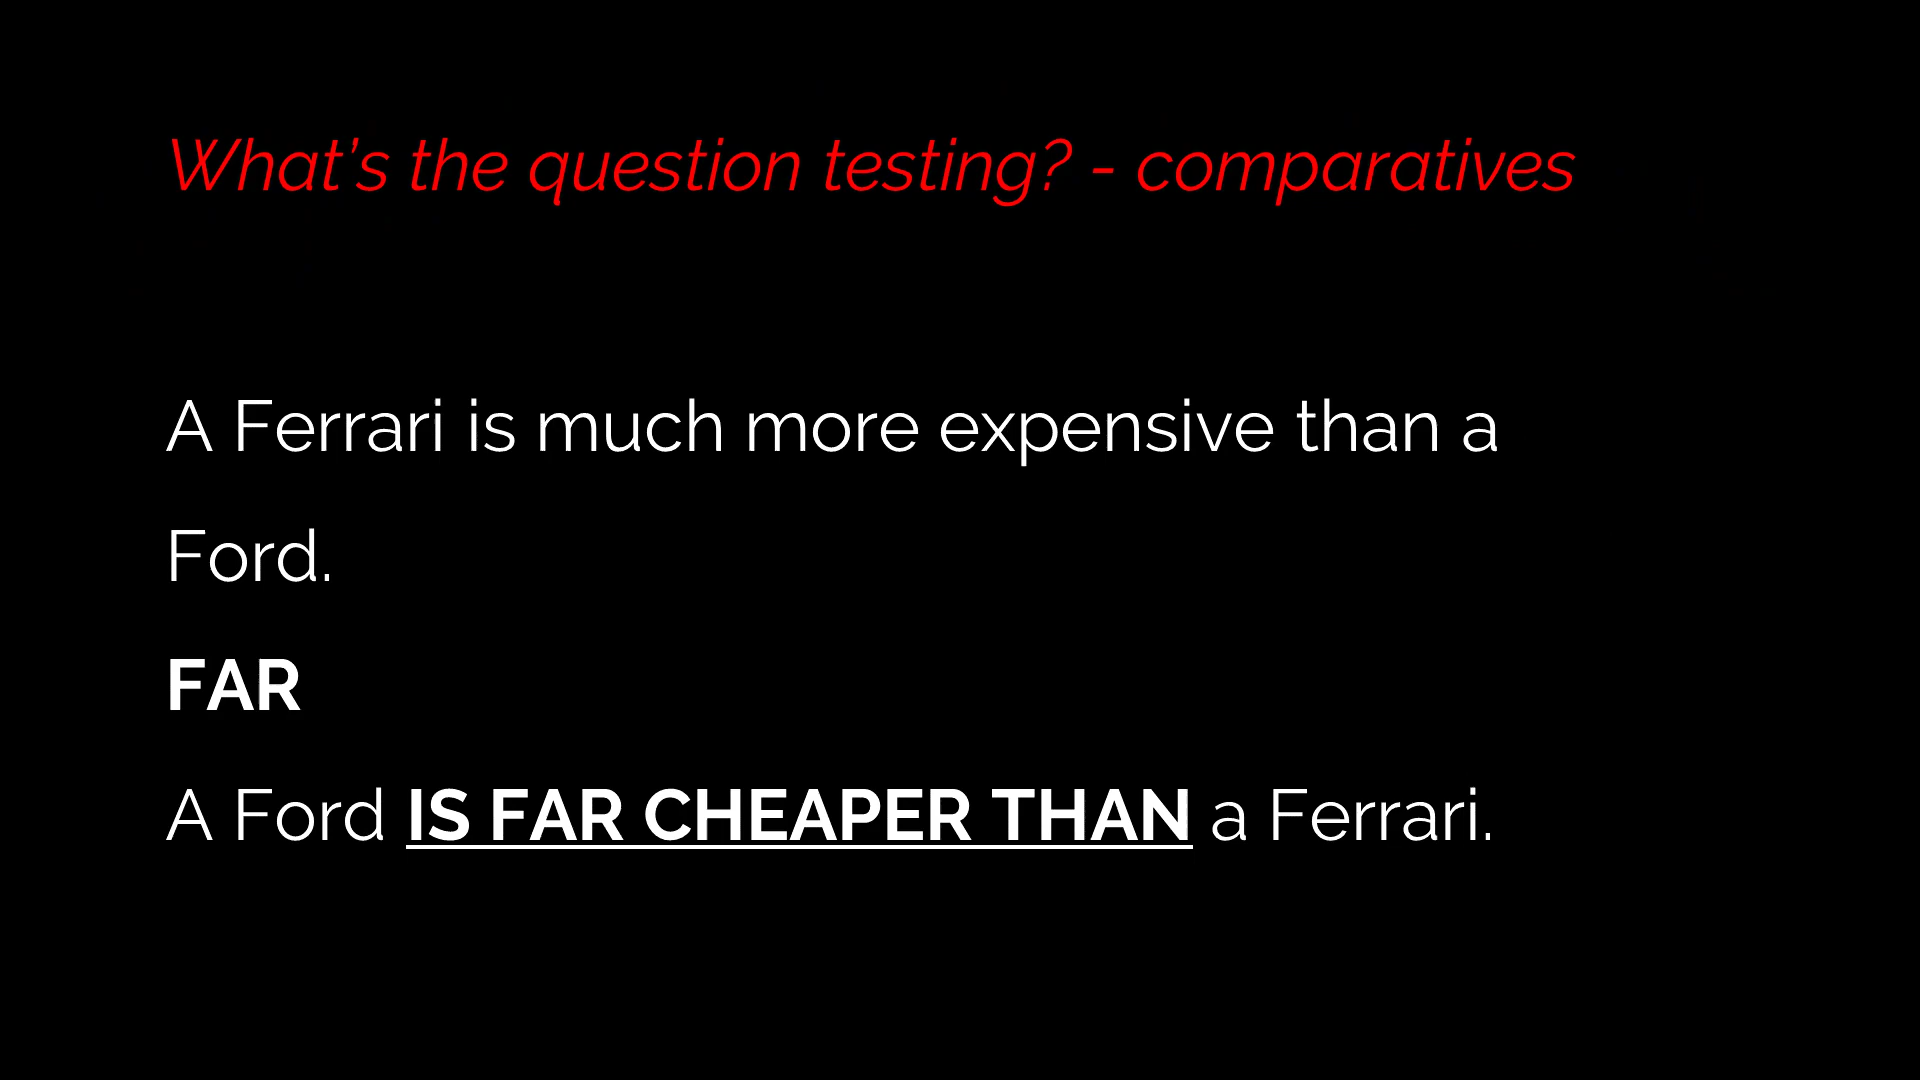 What’s the question testing? - comparatives
A Ferrari is much more expensive than a
Ford.
FAR
A Ford IS FAR CHEAPER THAN a Ferrari.